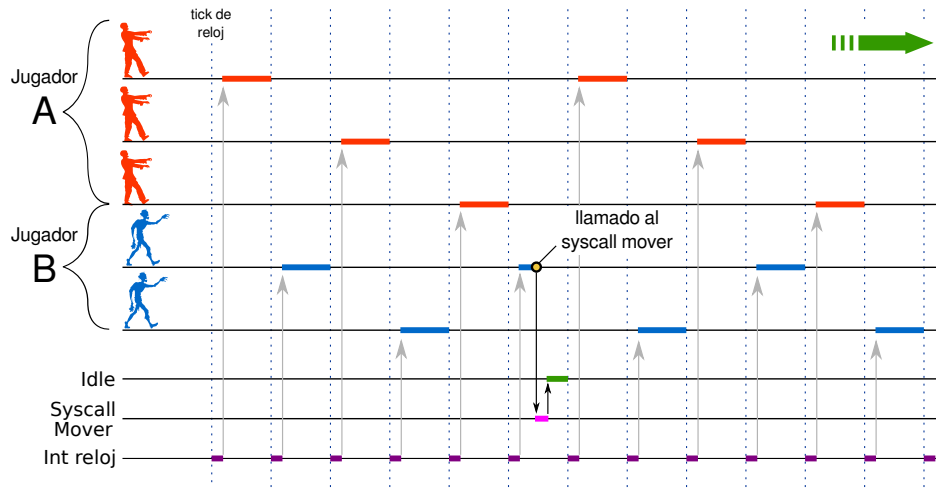 tick de
reloj
Jugador
A
Jugador
B
llamado al
syscall mover
Idle
Syscall
Mover
Int reloj